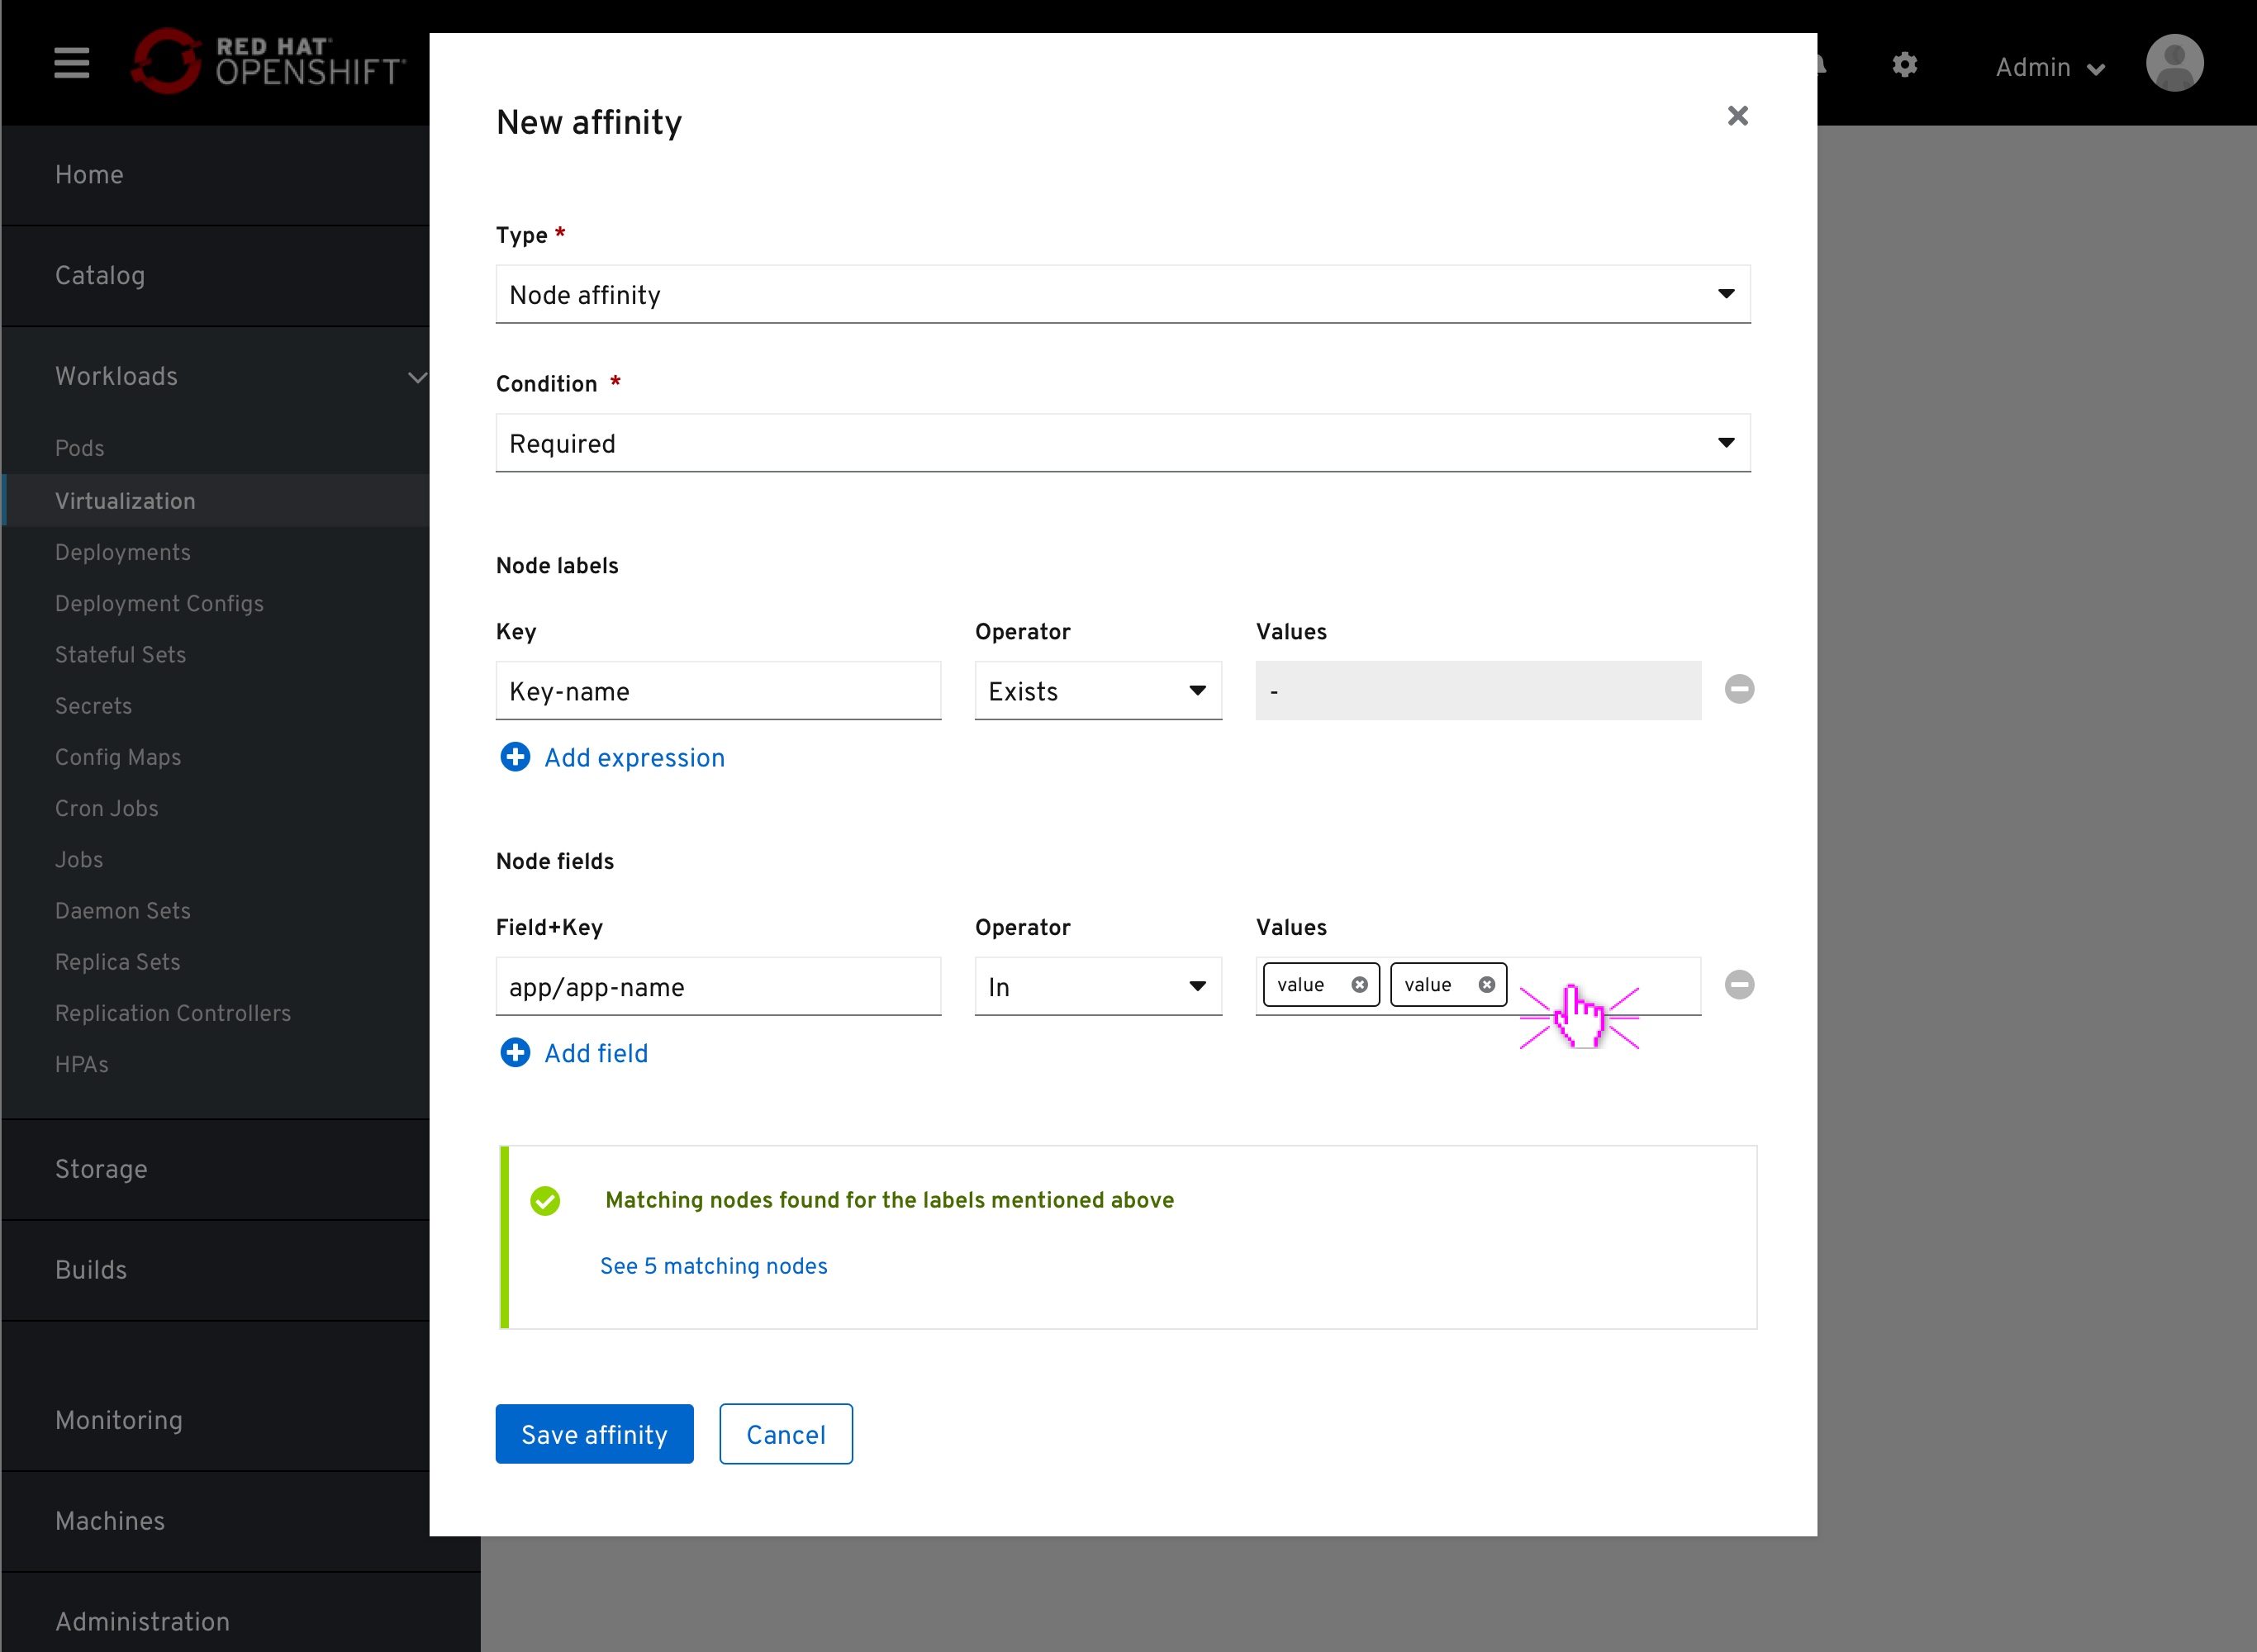 RED HAT
OPENSHIFT
Admin
Home
Catalog
Workloads
Pods
Virtualization
Deployments
Deployment Configs
Stateful Sets
Secrets
Config Maps
Cron Jobs
Jobs
Daemon Sets
Replica Sets
Replication Controllers
HPAs
Storage
Builds
Monitoring
Machines
Administration
New affinity
Type *
Node affinity
Condition *
Required
Node labels
Key Operator Values
Key-name Exists -
Add expression
Node fields
Field+Key Operator Values
app/app-name In value value
Add field
Matching nodes found for the labels mentioned above
See 5 matching nodes
Save affinity Cancel